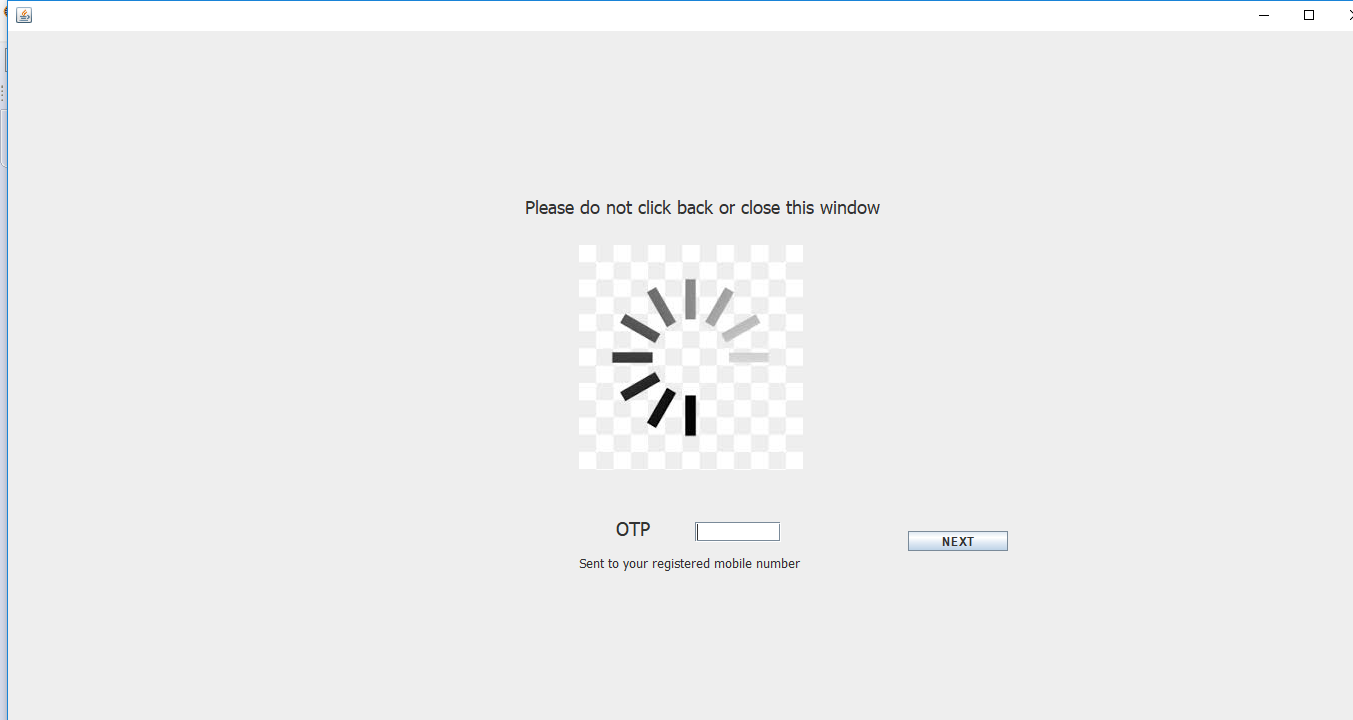 Please do not click back or close this window
OTP
NEXT
Sent to your registered mobile number